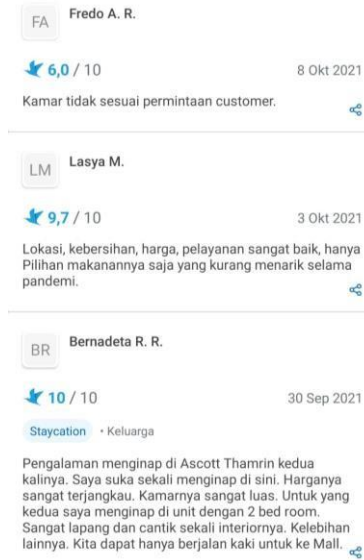 FA
Fredo A. R.
6,0 / 10
8 Okt 2021
Kamar tidak sesuai permintaan customer.
LM
Lasya M.
9,7 / 10
3 Okt 2021
Lokasi, kebersihan, harga, pelayanan sangat baik, hanya
Pilihan makanannya saja yang kurang menarik selama
pandemi.
BR
Bernadeta R. R.
10 / 10
30 Sep 2021
Staycation • Keluarga
Pengalaman menginap di Ascott Thamrin kedua
kalinya. Saya suka sekali menginap di sini. Harganya
sangat terjangkau. Kamarnya sangat luas. Untuk yang
kedua saya menginap di unit dengan 2 bed room.
Sangat lapang dan cantik sekali interiornya. Kelebihan
lainnya. Kita dapat hanya berjalan kaki untuk ke Mall.